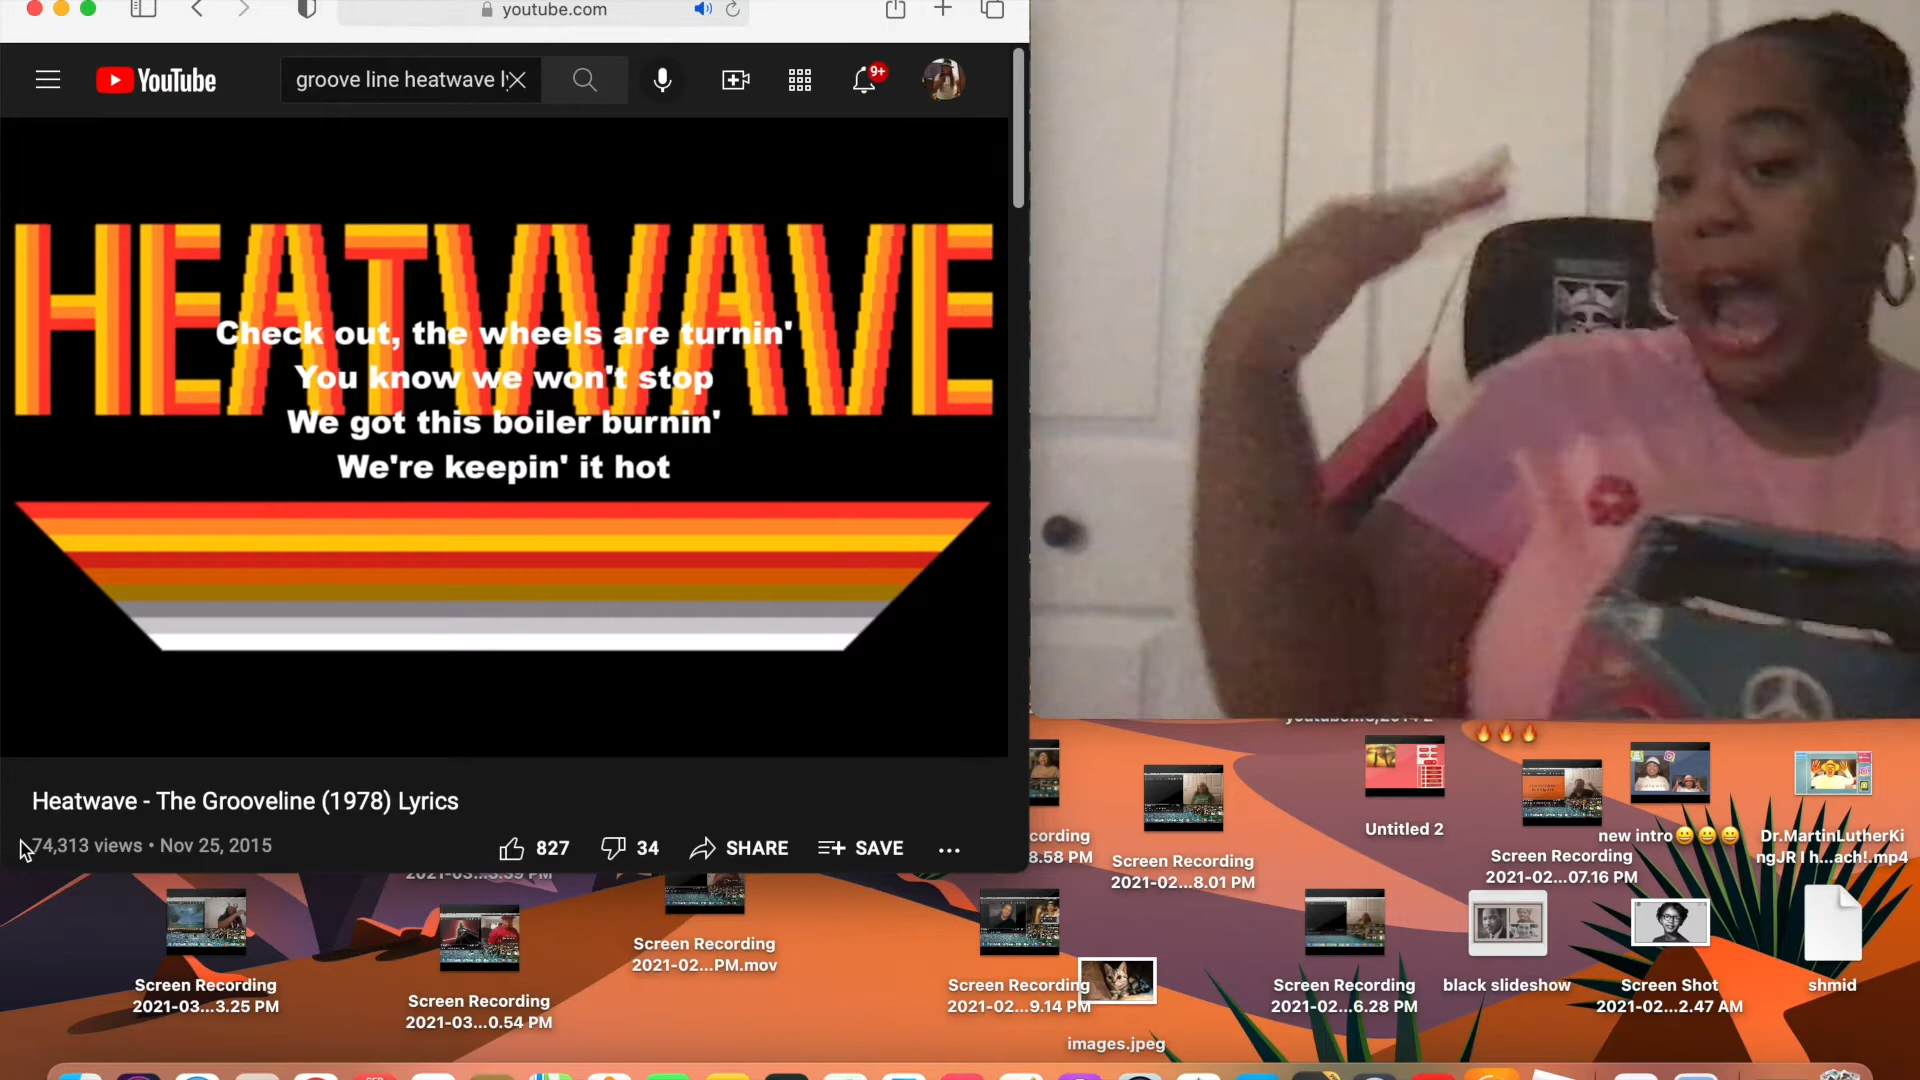 youtube.com
YouTube
groove line heatwave ly
9+
HEATWAVE
Check out, the wheels are turnin'
You know we won't stop
We got this boiler burnin'
We're keepin' it hot
Heatwave - The Grooveline (1978) Lyrics
74,313 views • Nov 25, 2015
827
34
SHARE
SAVE
Untitled 2
new intro😀😀😀
Dr.MartinLutherKi
ngJR I h...ach!.mp4
cording
8.58 PM
Screen Recording
2021-02...8.01 PM
Screen Recording
2021-02...07.16 PM
Screen Recording
2021-02...PM.mov
Screen Recording
2021-03...3.25 PM
Screen Recording
2021-03...0.54 PM
Screen Recording
2021-02...9.14 PM
images.jpeg
Screen Recording
2021-02...6.28 PM
black slideshow
Screen Shot
2021-02...2.47 AM
shmid